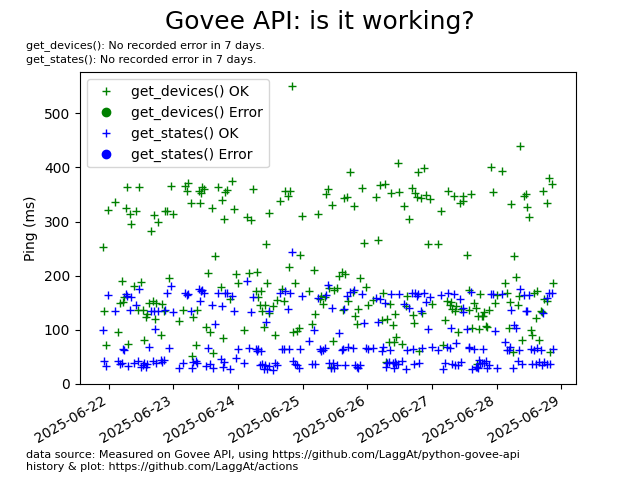 Govee API: is it working?
get_devices(): No recorded error in 7 days.
get_states(): No recorded error in 7 days.
get_devices() OK
get_devices() Error
get_states() OK
get_states() Error
Ping (ms)
500
400
300
200
100
0
2025-06-22
2025-06-23
2025-06-24
2025-06-25
2025-06-26
2025-06-27
2025-06-28
2025-06-29
data source: Measured on Govee API, using https://github.com/LaggAt/python-govee-api
history & plot: https://github.com/LaggAt/actions